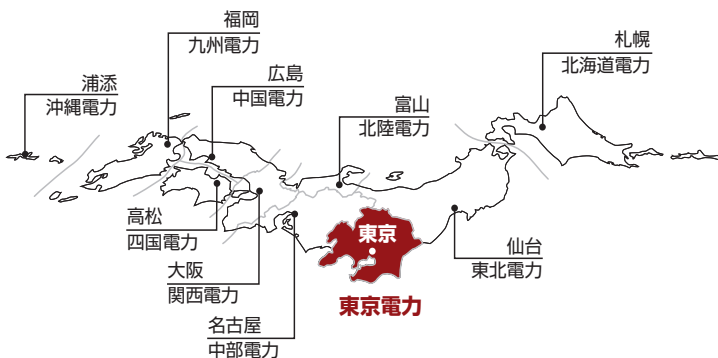 福岡
九州電力
札幌
北海道電力
広島
中国電力
浦添
沖縄電力
富山
北陸電力
高松
四国電力
東京
仙台
東北電力
大阪
関西電力
東京電力
名古屋
中部電力